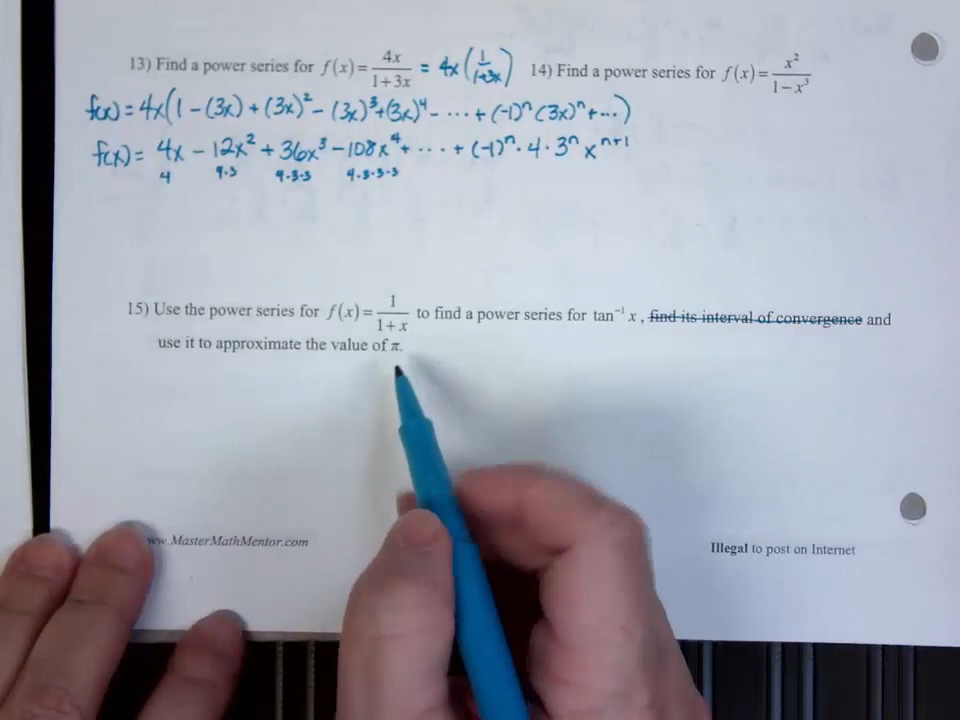 13) Find a power series for f(x) = 4x/(1+3x) = 4x(1/(1+3x))
14) Find a power series for f(x) = x²/(1−x³)
f(x) = 4x(1 − (3x) + (3x)² − (3x)³ + (3x)⁴ − ··· + (-1)ⁿ (3x)ⁿ + ···)
f(x) = 4x − 12x² + 36x³ − 108x⁴ + ··· + (-1)ⁿ · 4 · 3ⁿ xⁿ⁺¹
4 4·3 4·3·3 4·3·3·3
15) Use the power series for f(x) = 1/(1+x) to find a power series for tan⁻¹ x, find its interval of convergence and
use it to approximate the value of π.
www.MasterMathMentor.com
Illegal to post on Internet